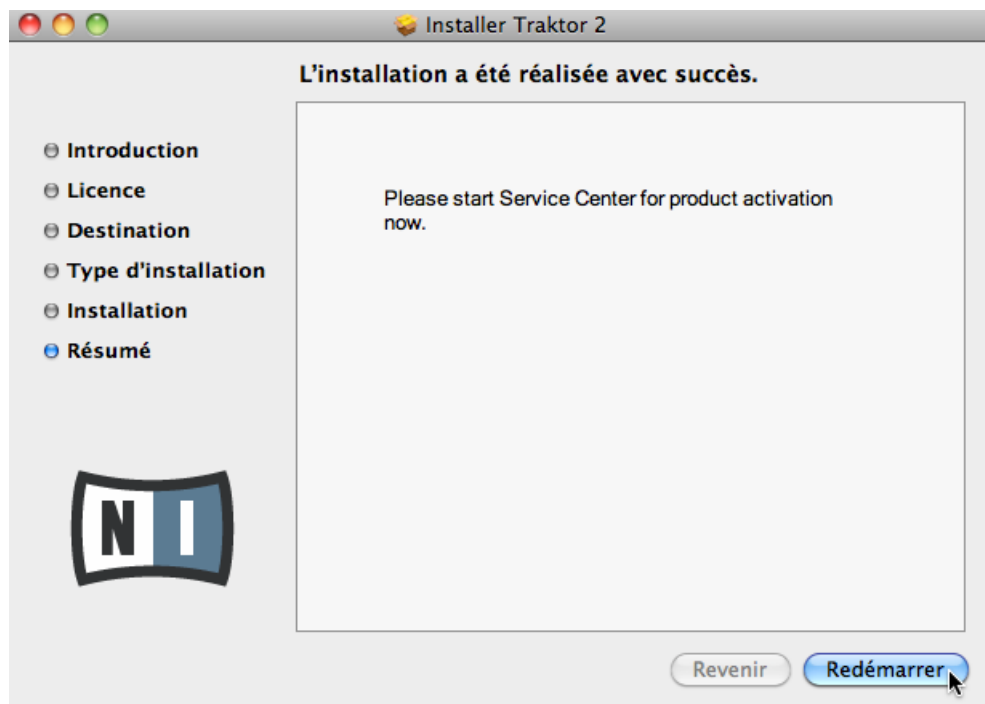 Installer Traktor 2
L'installation a été réalisée avec succès.
Introduction
Licence
Destination
Type d'installation
Installation
Résumé
Please start Service Center for product activation
now.
NI
Revenir
Redémarrer